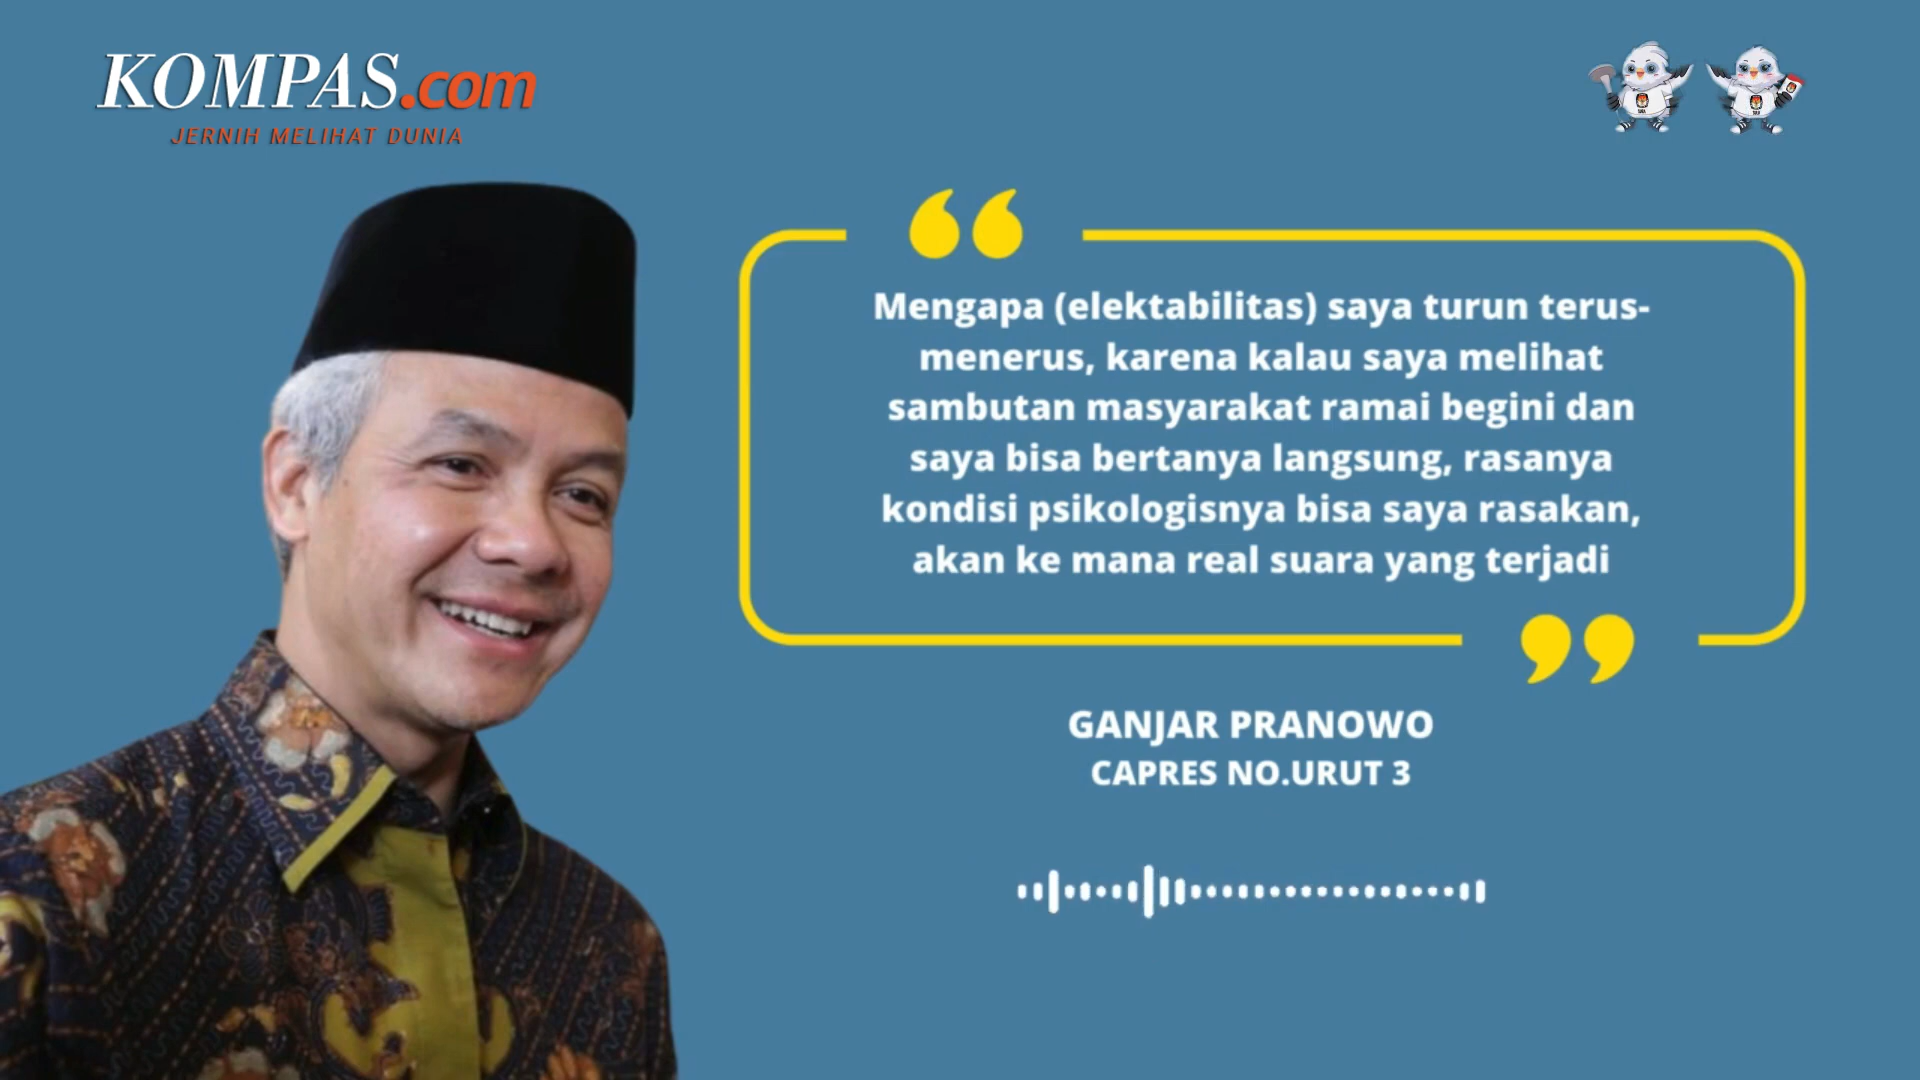 KOMPAS.com
JERNIH MELIHAT DUNIA
Mengapa (elektabilitas) saya turun terus-
menerus, karena kalau saya melihat
sambutan masyarakat ramai begini dan
saya bisa bertanya langsung, rasanya
kondisi psikologisnya bisa saya rasakan,
akan ke mana real suara yang terjadi
GANJAR PRANOWO
CAPRES NO.URUT 3